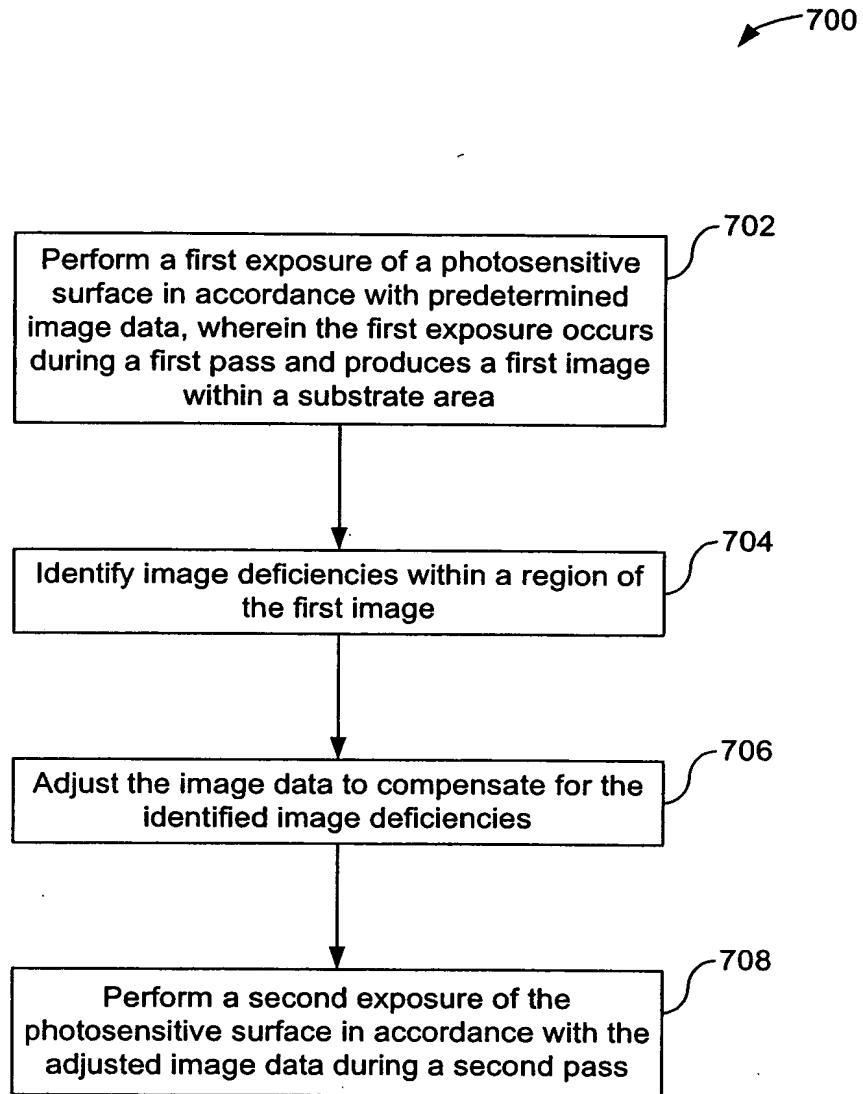 700
702
Perform a first exposure of a photosensitive
surface in accordance with predetermined
image data, wherein the first exposure occurs
during a first pass and produces a first image
within a substrate area
704
Identify image deficiencies within a region of
the first image
706
Adjust the image data to compensate for the
identified image deficiencies
708
Perform a second exposure of the
photosensitive surface in accordance with the
adjusted image data during a second pass